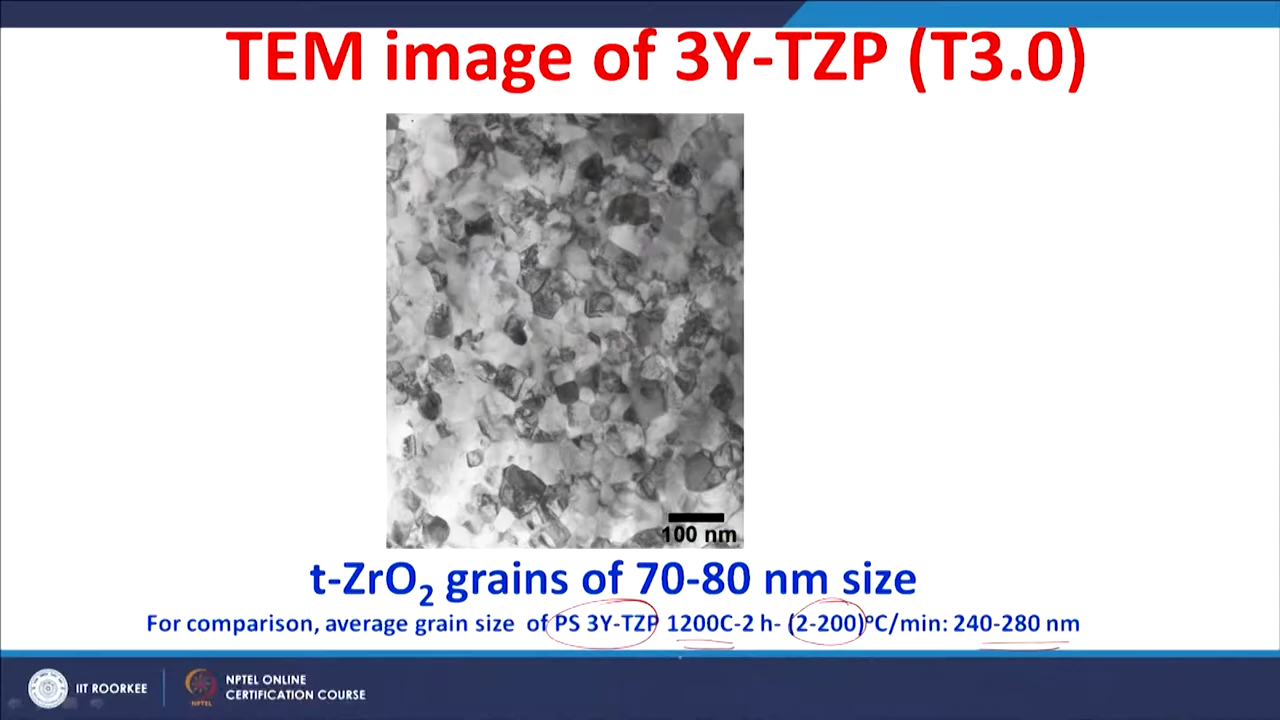 TEM image of 3Y-TZP (T3.0)
100 nm
t-ZrO₂ grains of 70-80 nm size
For comparison, average grain size of PS 3Y-TZP 1200C-2 h- (2-200)°C/min: 240-280 nm
IIT ROORKEE
NPTEL ONLINE
CERTIFICATION COURSE
NPTEL